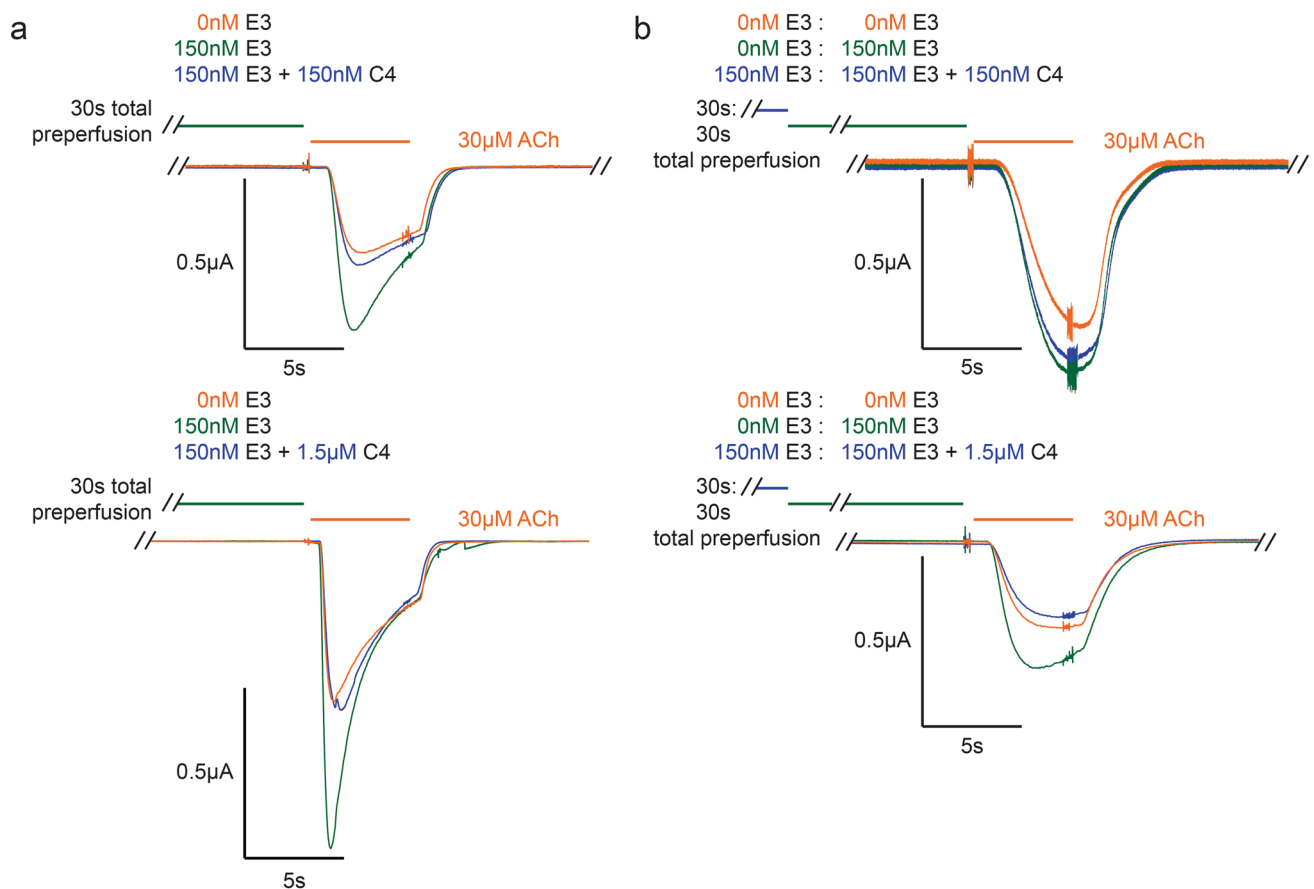 a
0nM E3
150nM E3
150nM E3 + 150nM C4
30s total
preperfusion
30µM ACh
0.5µA
5s
0nM E3
150nM E3
150nM E3 + 1.5µM C4
30s total
preperfusion
30µM ACh
0.5µA
5s
b
0nM E3 : 0nM E3
0nM E3 : 150nM E3
150nM E3 : 150nM E3 + 150nM C4
30s:
30s
total preperfusion
30µM ACh
0.5µA
5s
0nM E3 : 0nM E3
0nM E3 : 150nM E3
150nM E3 : 150nM E3 + 1.5µM C4
30s:
30s
total preperfusion
30µM ACh
0.5µA
5s